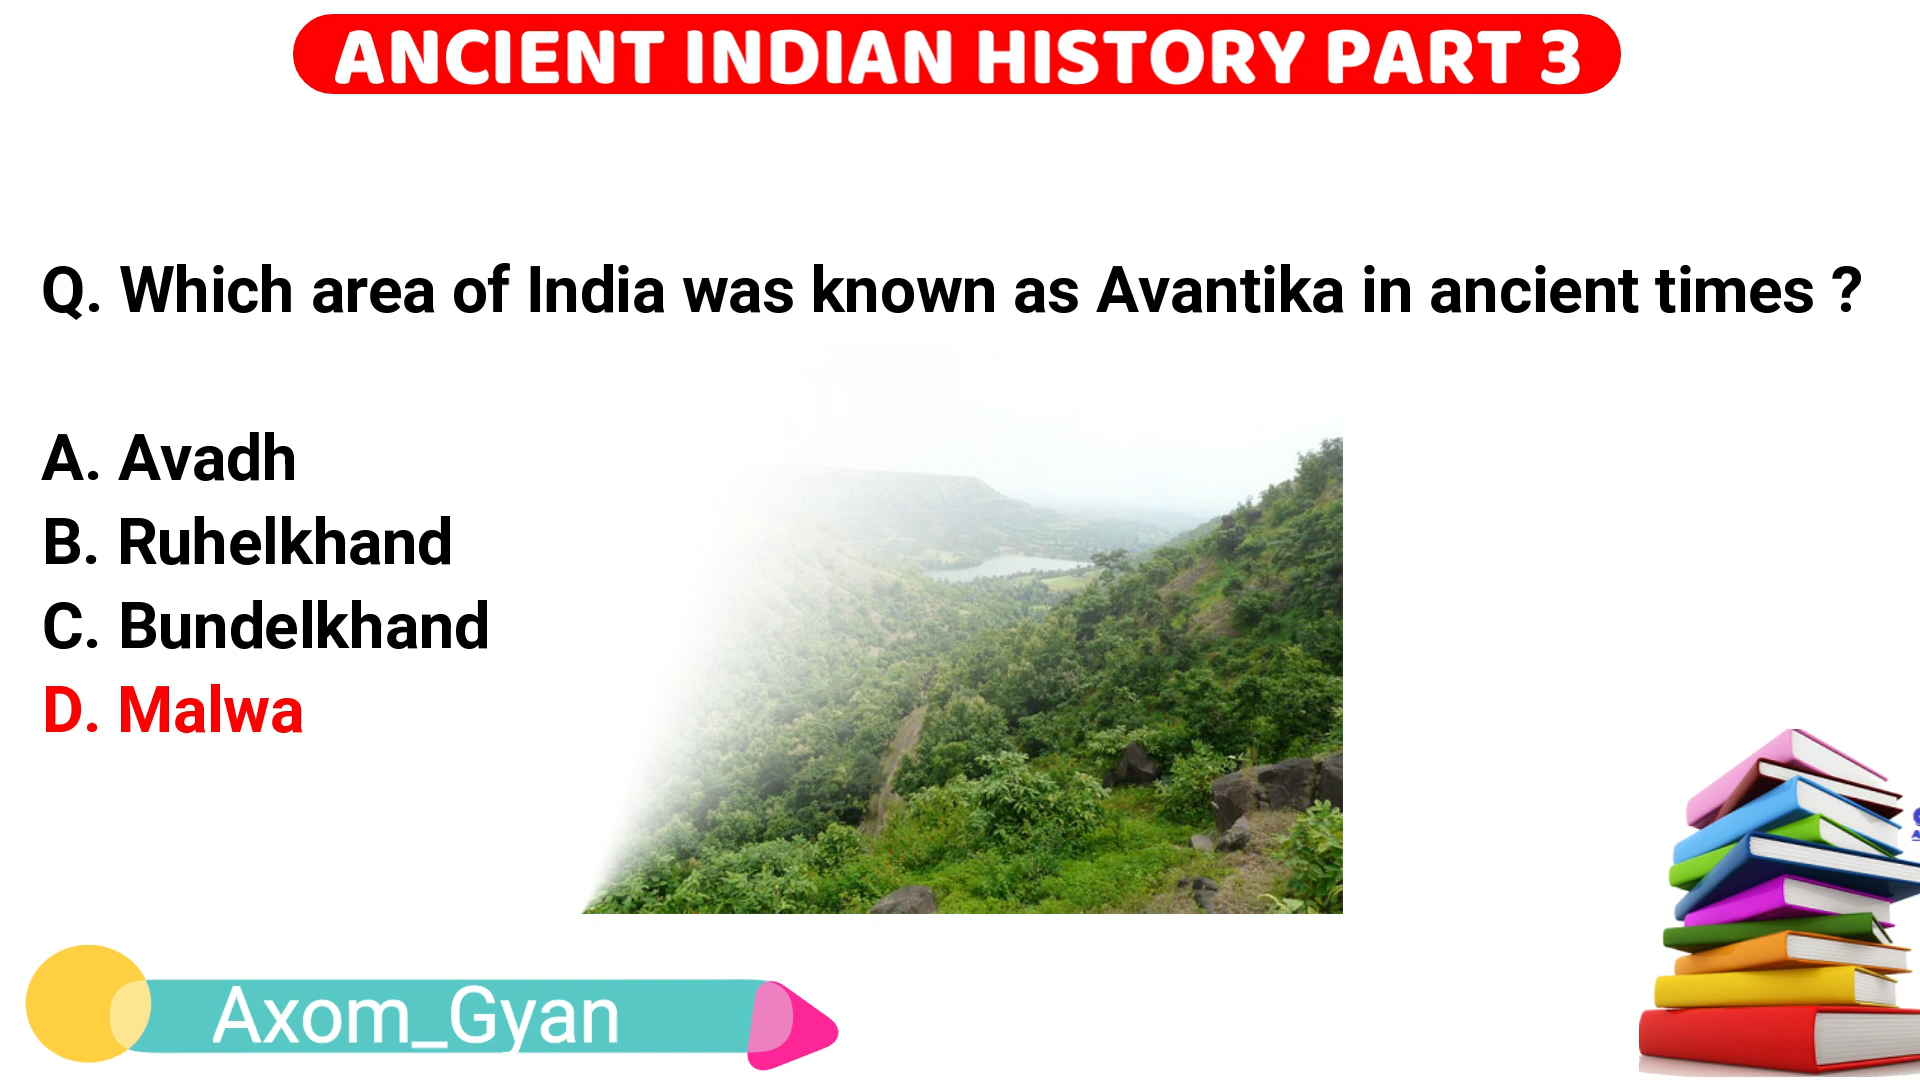 ANCIENT INDIAN HISTORY PART 3
Q. Which area of India was known as Avantika in ancient times ?
A. Avadh
B. Ruhelkhand
C. Bundelkhand
D. Malwa
Axom_Gyan